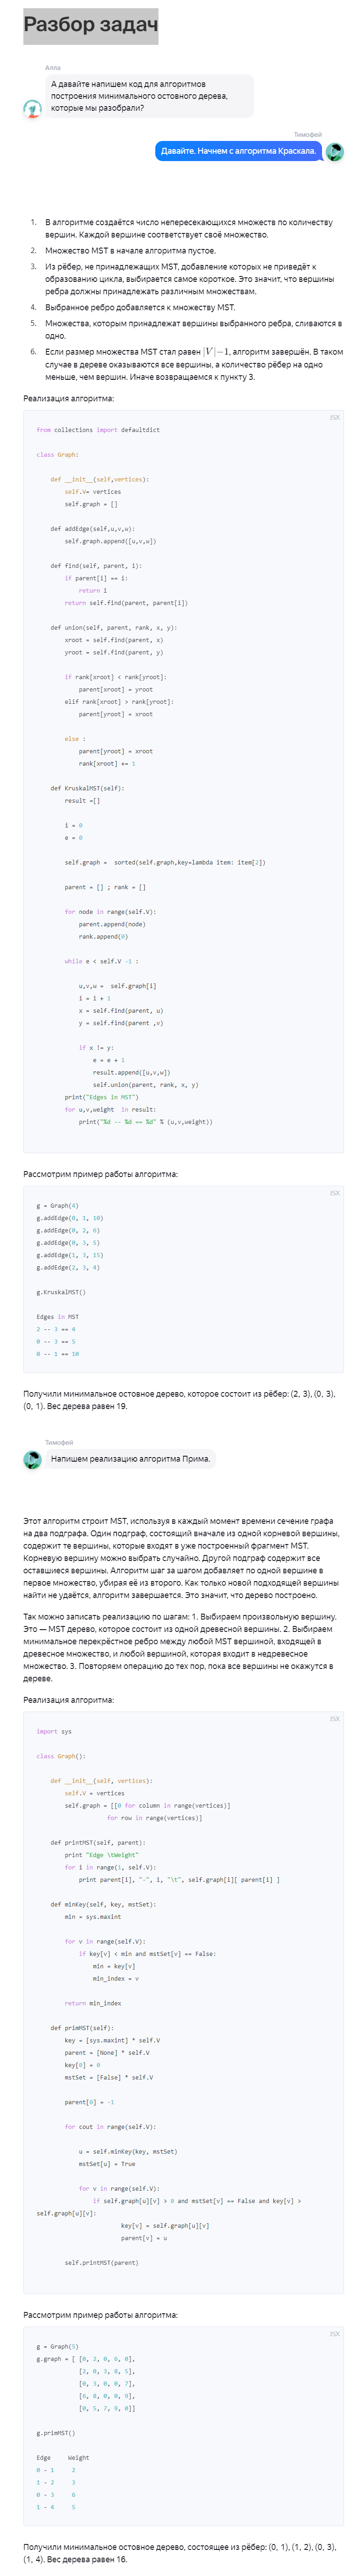 Разбор задач
Алла
А давайте напишем код для алгоритмов
построения минимального остовного дерева,
которые мы разобрали?
Тимофей
Давайте. Начнем с алгоритма Краскала.
1. В алгоритме создаётся число непересекающихся множеств по количеству
вершин. Каждой вершине соответствует своё множество.
2. Множество MST в начале алгоритма пустое.
3. Из рёбер, не принадлежащих MST, добавление которых не приведёт к
образованию цикла, выбирается самое короткое. Это значит, что вершины
ребра должны принадлежать различным множествам.
4. Выбранное ребро добавляется к множеству MST.
5. Множества, которым принадлежат вершины выбранного ребра, сливаются в
одно.
6. Если размер множества MST стал равен |V|−1, алгоритм завершён. В таком
случае в дереве оказываются все вершины, а количество рёбер на одно
меньше, чем вершин. Иначе возвращаемся к пункту 3.
Реализация алгоритма:
JSX
from collections import defaultdict
class Graph:
def __init__(self,vertices):
self.V= vertices
self.graph = []
def addEdge(self,u,v,w):
self.graph.append([u,v,w])
def find(self, parent, i):
if parent[i] == i:
return i
return self.find(parent, parent[i])
def union(self, parent, rank, x, y):
xroot = self.find(parent, x)
yroot = self.find(parent, y)
if rank[xroot] < rank[yroot]:
parent[xroot] = yroot
elif rank[xroot] > rank[yroot]:
parent[yroot] = xroot
else :
parent[yroot] = xroot
rank[xroot] += 1
def KruskalMST(self):
result =[]
i = 0
e = 0
self.graph =  sorted(self.graph,key=lambda item: item[2])
parent = [] ; rank = []
for node in range(self.V):
parent.append(node)
rank.append(0)
while e < self.V -1 :
u,v,w =  self.graph[i]
i = i + 1
x = self.find(parent, u)
y = self.find(parent ,v)
if x != y:
e = e + 1
result.append([u,v,w])
self.union(parent, rank, x, y)
print("Edges in MST")
for u,v,weight  in result:
print("%d -- %d == %d" % (u,v,weight))
Рассмотрим пример работы алгоритма:
JSX
g = Graph(4)
g.addEdge(0, 1, 10)
g.addEdge(0, 2, 6)
g.addEdge(0, 3, 5)
g.addEdge(1, 3, 15)
g.addEdge(2, 3, 4)
g.KruskalMST()
Edges in MST
2 -- 3 == 4
0 -- 3 == 5
0 -- 1 == 10
Получили минимальное остовное дерево, которое состоит из рёбер: (2, 3), (0, 3),
(0, 1). Вес дерева равен 19.
Тимофей
Напишем реализацию алгоритма Прима.
Этот алгоритм строит MST, используя в каждый момент времени сечение графа
на два подграфа. Один подграф, состоящий вначале из одной корневой вершины,
содержит те вершины, которые входят в уже построенный фрагмент MST.
Корневую вершину можно выбрать случайно. Другой подграф содержит все
оставшиеся вершины. Алгоритм шаг за шагом добавляет по одной вершине в
первое множество, убирая её из второго. Как только новой подходящей вершины
найти не удаётся, алгоритм завершается. Это значит, что дерево построено.
Так можно записать реализацию по шагам: 1. Выбираем произвольную вершину.
Это — MST дерево, которое состоит из одной древесной вершины. 2. Выбираем
минимальное перекрёстное ребро между любой MST вершиной, входящей в
древесное множество, и любой вершиной, которая входит в недревесное
множество. 3. Повторяем операцию до тех пор, пока все вершины не окажутся в
дереве.
Реализация алгоритма:
JSX
import sys
class Graph():
def __init__(self, vertices):
self.V = vertices
self.graph = [[0 for column in range(vertices)]
for row in range(vertices)]
def printMST(self, parent):
print "Edge \tWeight"
for i in range(1, self.V):
print parent[i], "-", i, "\t", self.graph[i][ parent[i] ]
def minKey(self, key, mstSet):
min = sys.maxint
for v in range(self.V):
if key[v] < min and mstSet[v] == False:
min = key[v]
min_index = v
return min_index
def primMST(self):
key = [sys.maxint] * self.V
parent = [None] * self.V
key[0] = 0
mstSet = [False] * self.V
parent[0] = -1
for cout in range(self.V):
u = self.minKey(key, mstSet)
mstSet[u] = True
for v in range(self.V):
if self.graph[u][v] > 0 and mstSet[v] == False and key[v] >
self.graph[u][v]:
key[v] = self.graph[u][v]
parent[v] = u
self.printMST(parent)
Рассмотрим пример работы алгоритма:
JSX
g = Graph(5)
g.graph = [ [0, 2, 0, 6, 0],
[2, 0, 3, 8, 5],
[0, 3, 0, 0, 7],
[6, 8, 0, 0, 9],
[0, 5, 7, 9, 0]]
g.primMST()
Edge     Weight
0 - 1     2
1 - 2     3
0 - 3     6
1 - 4     5
Получили минимальное остовное дерево, состоящее из рёбер: (0, 1), (1, 2), (0, 3),
(1, 4). Вес дерева равен 16.